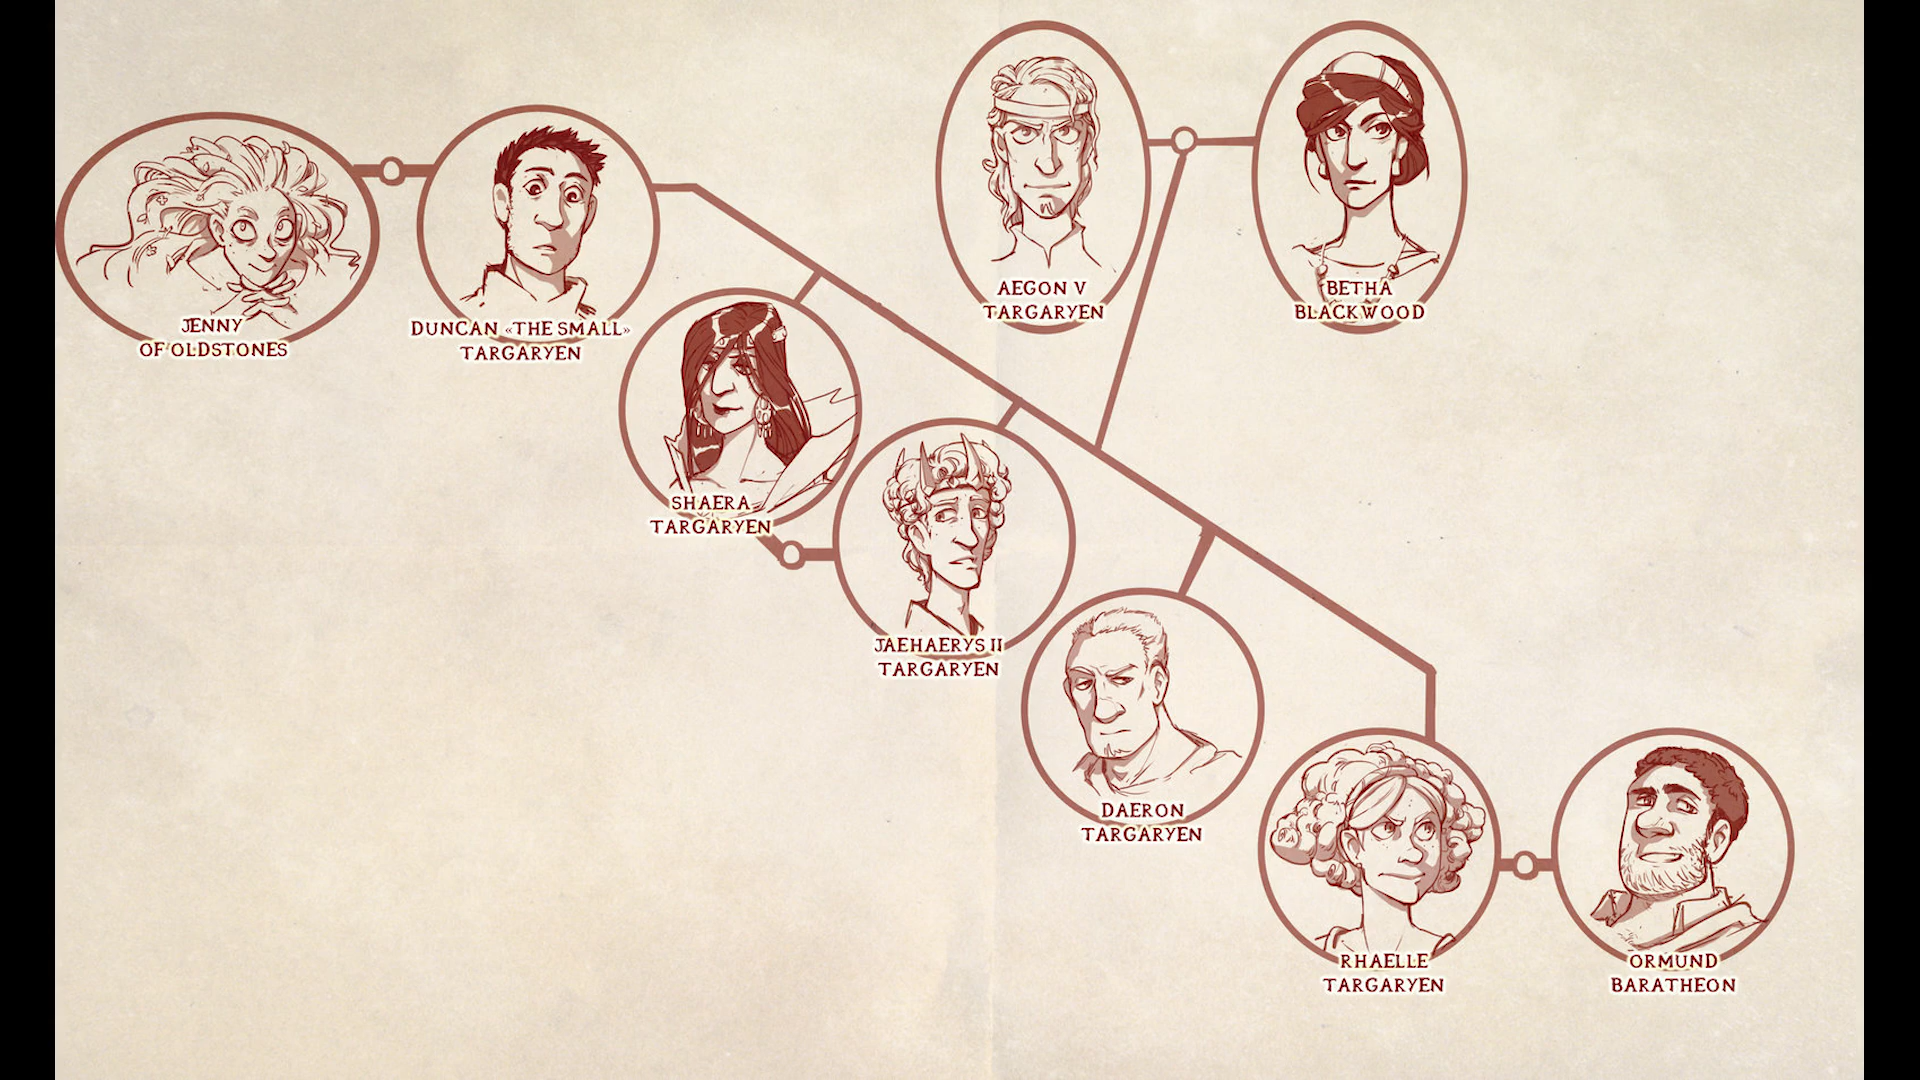 AEGON V
TARGARYEN
BETHA
BLACKWOOD
JENNY
OF OLDSTONES
DUNCAN «THE SMALL»
TARGARYEN
SHAERA
TARGARYEN
JAEHAERYS II
TARGARYEN
DAERON
TARGARYEN
RHAELLE
TARGARYEN
ORMUND
BARATHEON